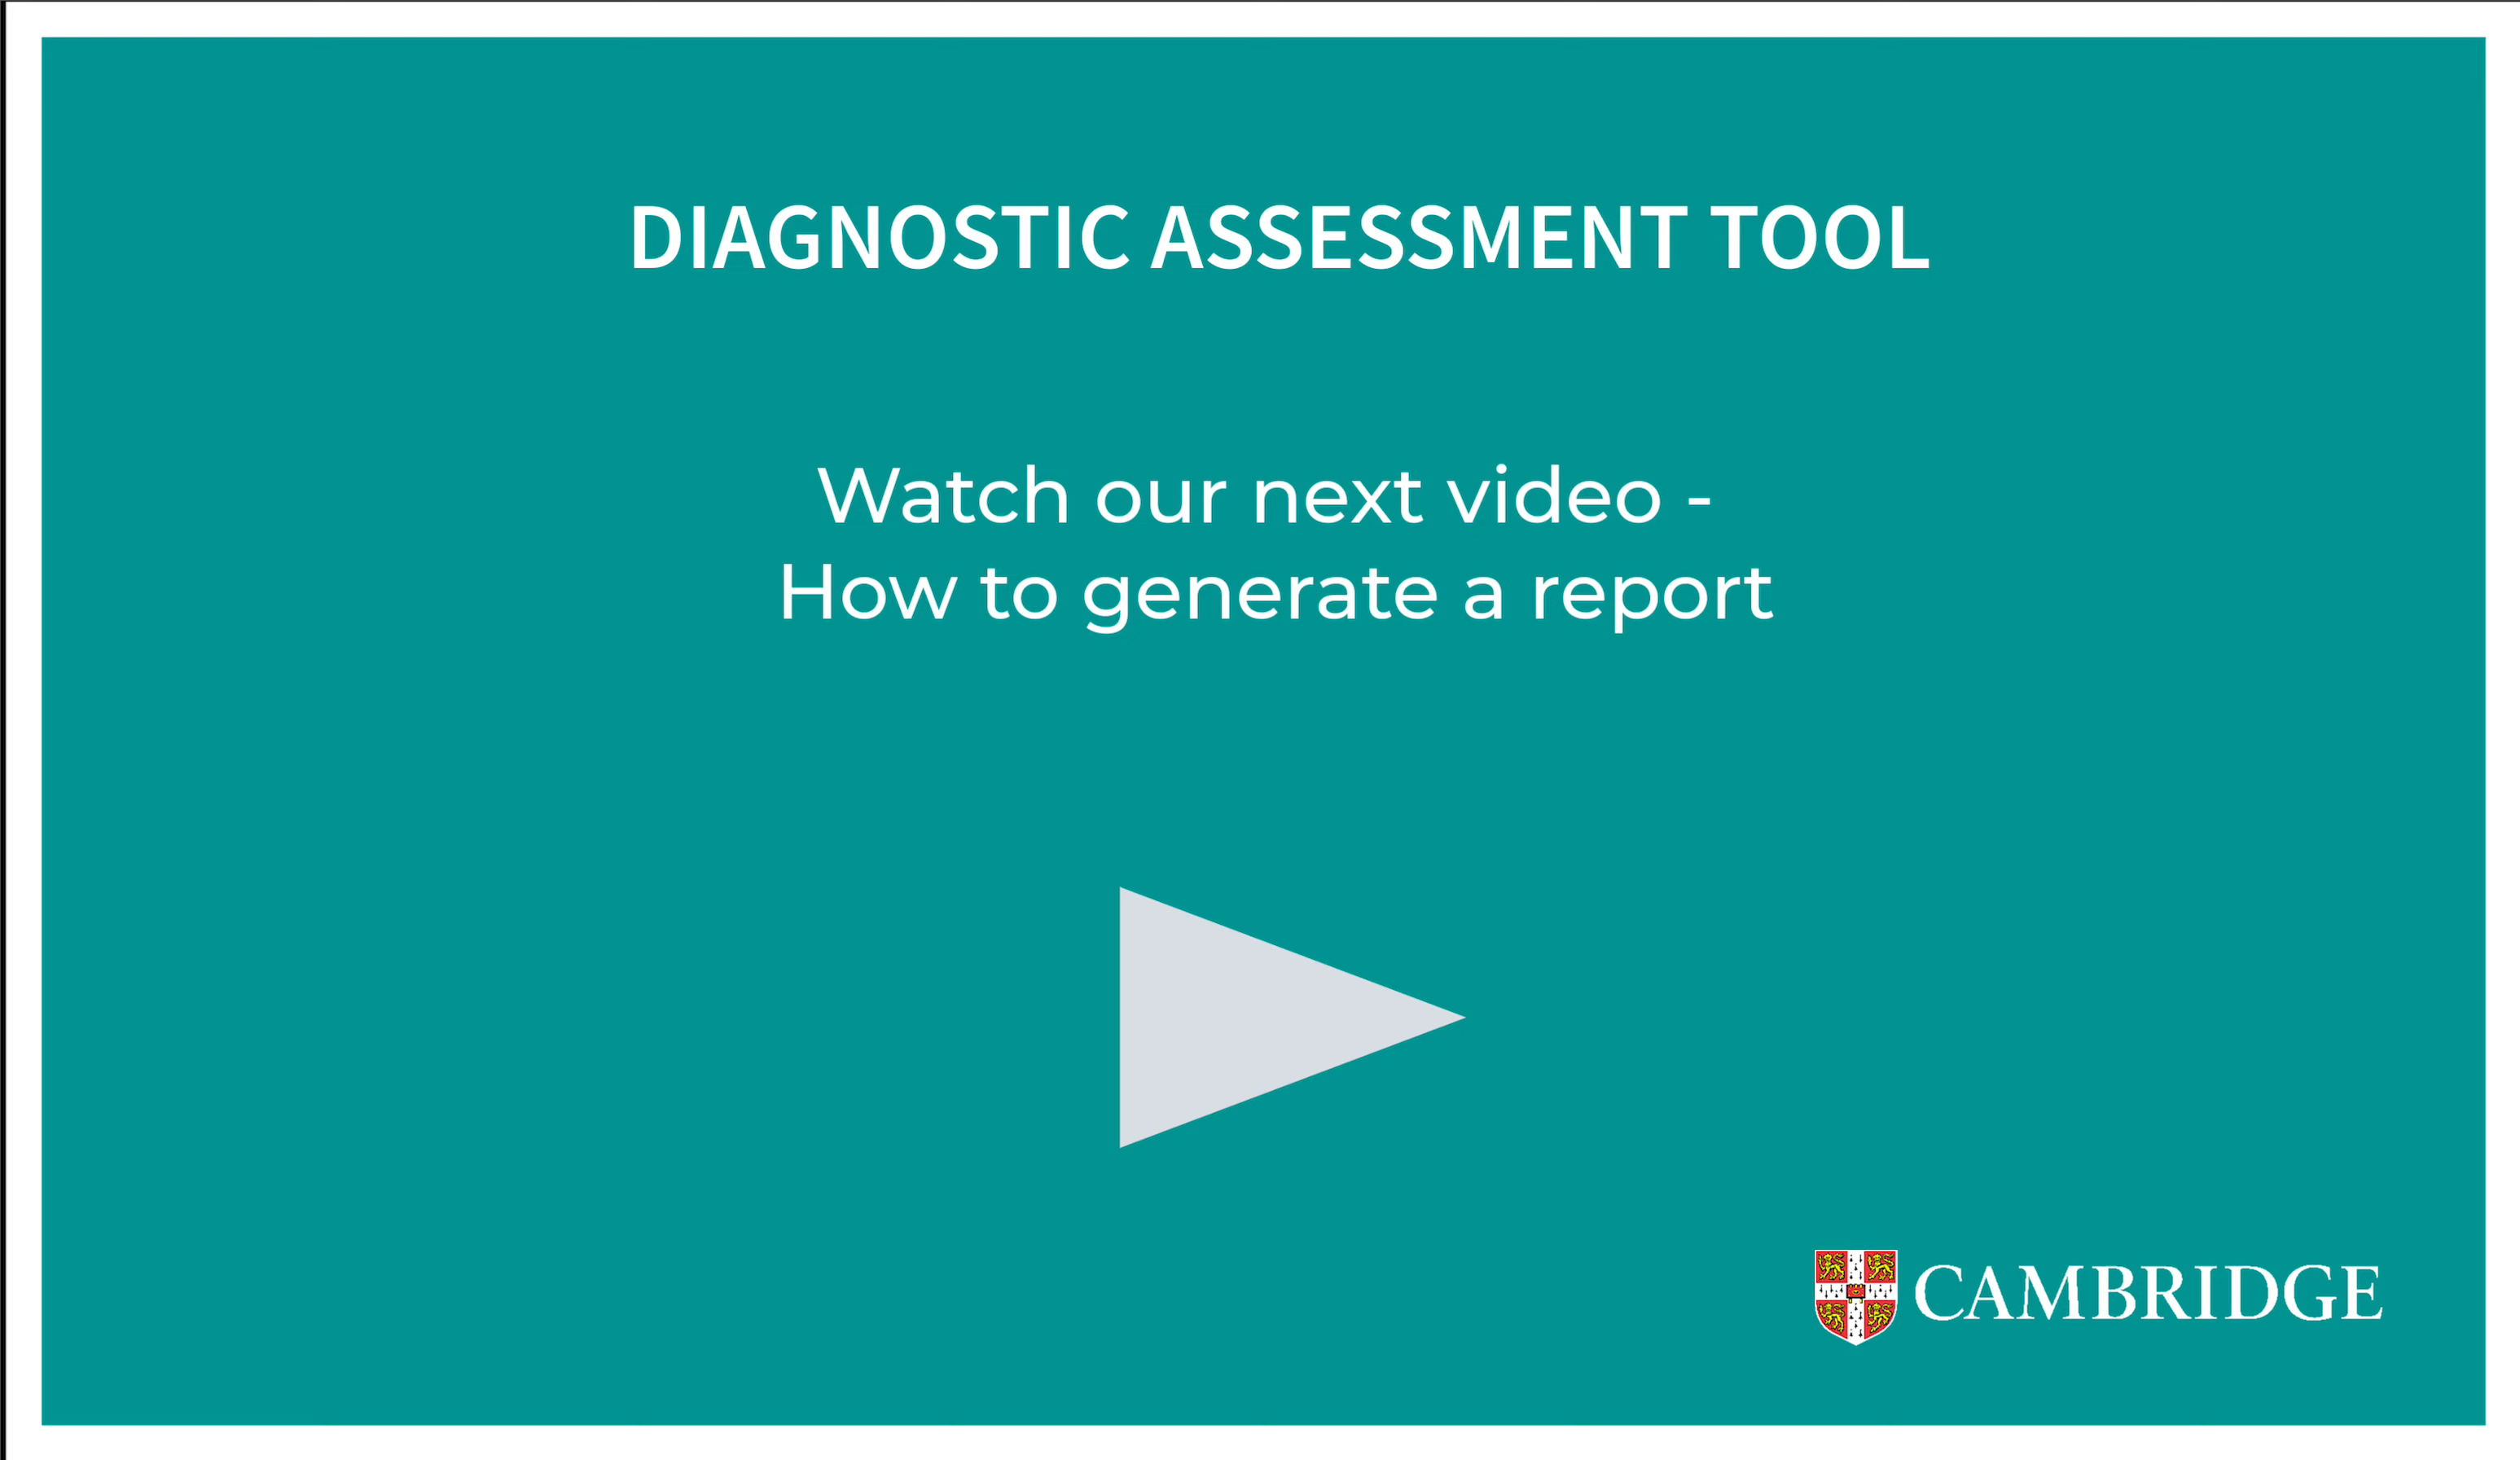 DIAGNOSTIC ASSESSMENT TOOL
Watch our next video -
How to generate a report
CAMBRIDGE